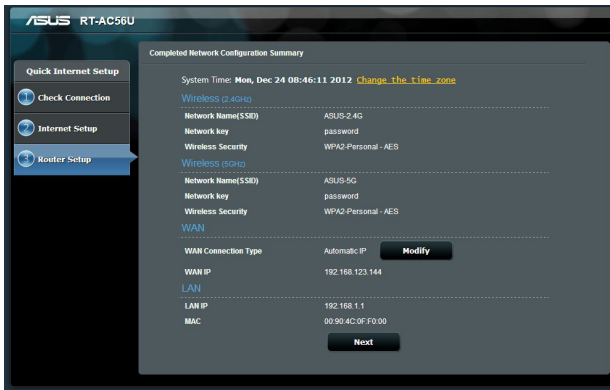 ASUS RT-AC56U
Completed Network Configuration Summary
Quick Internet Setup
1 Check Connection
2 Internet Setup
3 Router Setup
System Time: Mon, Dec 24 08:46:11 2012 Change the time zone
Wireless (2.4GHz)
Network Name(SSID) ASUS-2.4G
Network key password
Wireless Security WPA2-Personal - AES
Wireless (5GHz)
Network Name(SSID) ASUS-5G
Network key password
Wireless Security WPA2-Personal - AES
WAN
WAN Connection Type Automatic IP Modify
WAN IP 192.168.123.144
LAN
LAN IP 192.168.1.1
MAC 00:90:4C:0F:F0:00
Next